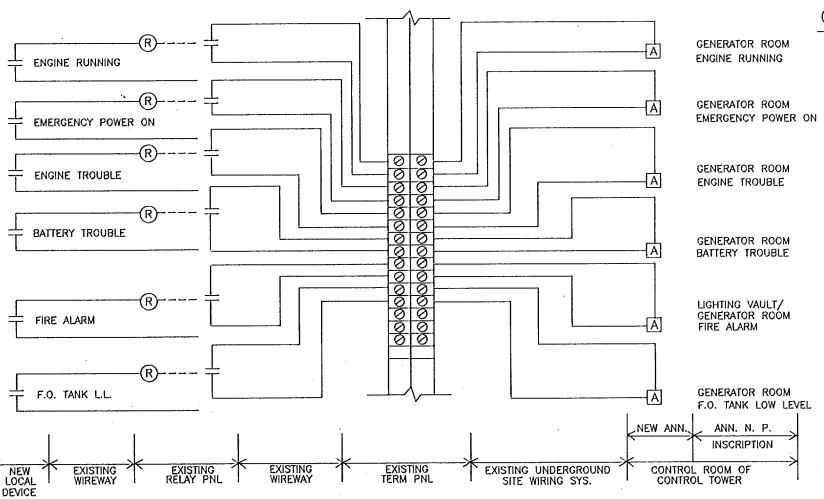 R
ENGINE RUNNING
A
GENERATOR ROOM
ENGINE RUNNING
R
EMERGENCY POWER ON
A
GENERATOR ROOM
EMERGENCY POWER ON
R
ENGINE TROUBLE
A
GENERATOR ROOM
ENGINE TROUBLE
R
BATTERY TROUBLE
A
GENERATOR ROOM
BATTERY TROUBLE
R
FIRE ALARM
A
LIGHTING VAULT/
GENERATOR ROOM
FIRE ALARM
R
F.O. TANK L.L.
A
GENERATOR ROOM
F.O. TANK LOW LEVEL
NEW ANN.
ANN. N. P.
INSCRIPTION
NEW
LOCAL
DEVICE
EXISTING
WIREWAY
EXISTING
RELAY PNL
EXISTING
WIREWAY
EXISTING
TERM PNL
EXISTING UNDERGROUND
SITE WIRING SYS.
CONTROL ROOM OF
CONTROL TOWER